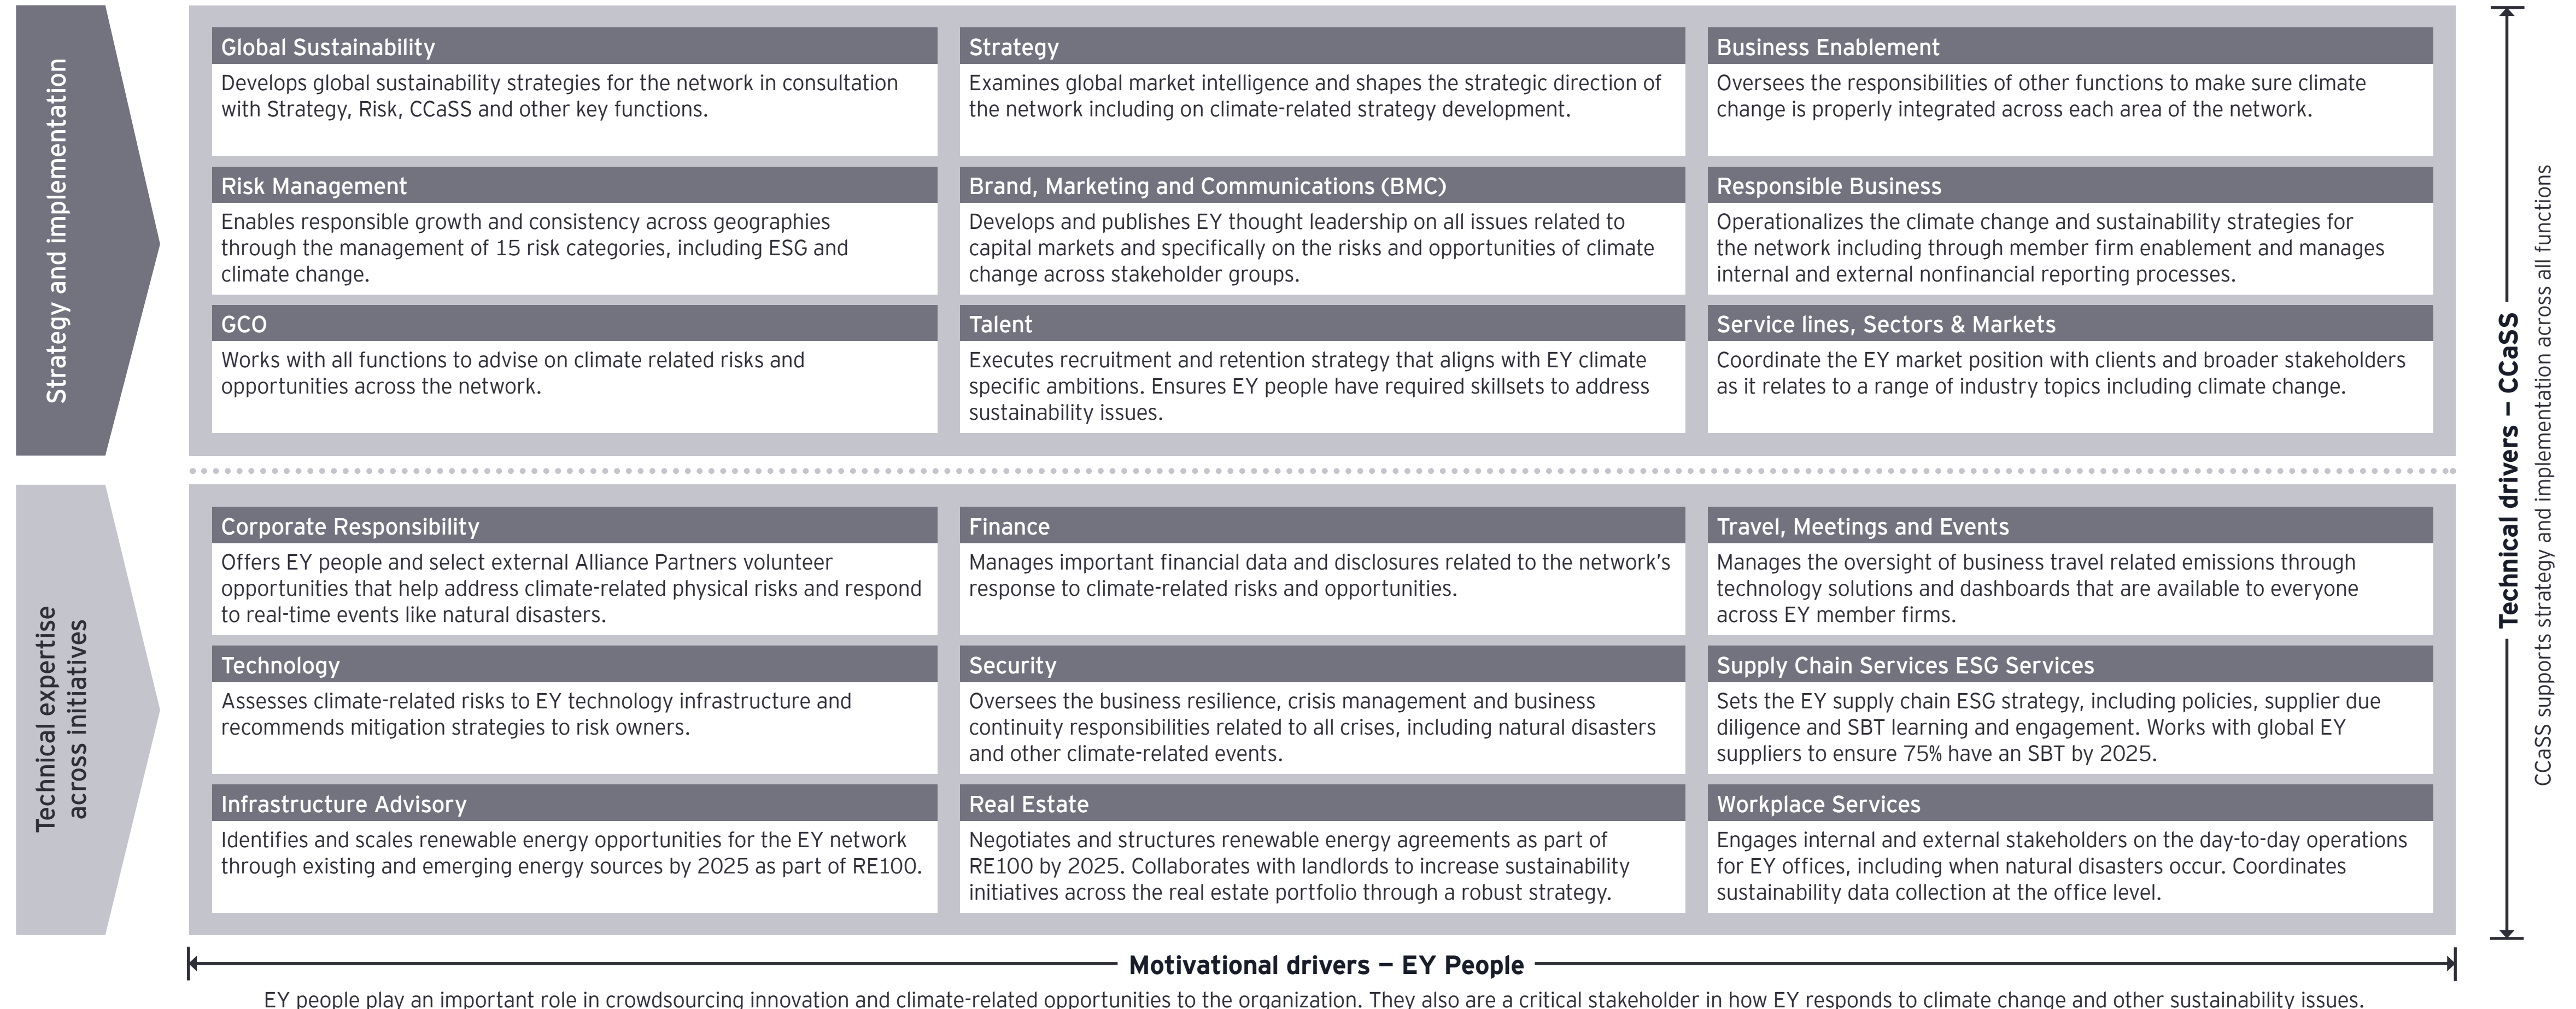 Strategy and implementation
Global Sustainability
Develops global sustainability strategies for the network in consultation
with Strategy, Risk, CCaSS and other key functions.
Strategy
Examines global market intelligence and shapes the strategic direction of
the network including on climate-related strategy development.
Business Enablement
Oversees the responsibilities of other functions to make sure climate
change is properly integrated across each area of the network.
Risk Management
Enables responsible growth and consistency across geographies
through the management of 15 risk categories, including ESG and
climate change.
Brand, Marketing and Communications (BMC)
Develops and publishes EY thought leadership on all issues related to
capital markets and specifically on the risks and opportunities of climate
change across stakeholder groups.
Responsible Business
Operationalizes the climate change and sustainability strategies for
the network including through member firm enablement and manages
internal and external nonfinancial reporting processes.
GCO
Works with all functions to advise on climate related risks and
opportunities across the network.
Talent
Executes recruitment and retention strategy that aligns with EY climate
specific ambitions. Ensures EY people have required skillsets to address
sustainability issues.
Service lines, Sectors & Markets
Coordinate the EY market position with clients and broader stakeholders
as it relates to a range of industry topics including climate change.
Technical expertise
across initiatives
Corporate Responsibility
Offers EY people and select external Alliance Partners volunteer
opportunities that help address climate-related physical risks and respond
to real-time events like natural disasters.
Finance
Manages important financial data and disclosures related to the network’s
response to climate-related risks and opportunities.
Travel, Meetings and Events
Manages the oversight of business travel related emissions through
technology solutions and dashboards that are available to everyone
across EY member firms.
Technology
Assesses climate-related risks to EY technology infrastructure and
recommends mitigation strategies to risk owners.
Security
Oversees the business resilience, crisis management and business
continuity responsibilities related to all crises, including natural disasters
and other climate-related events.
Supply Chain Services ESG Services
Sets the EY supply chain ESG strategy, including policies, supplier due
diligence and SBT learning and engagement. Works with global EY
suppliers to ensure 75% have an SBT by 2025.
Infrastructure Advisory
Identifies and scales renewable energy opportunities for the EY network
through existing and emerging energy sources by 2025 as part of RE100.
Real Estate
Negotiates and structures renewable energy agreements as part of
RE100 by 2025. Collaborates with landlords to increase sustainability
initiatives across the real estate portfolio through a robust strategy.
Workplace Services
Engages internal and external stakeholders on the day-to-day operations
for EY offices, including when natural disasters occur. Coordinates
sustainability data collection at the office level.
Technical drivers – CCaSS
CCaSS supports strategy and implementation across all functions
Motivational drivers – EY People
EY people play an important role in crowdsourcing innovation and climate-related opportunities to the organization. They also are a critical stakeholder in how EY responds to climate change and other sustainability issues.